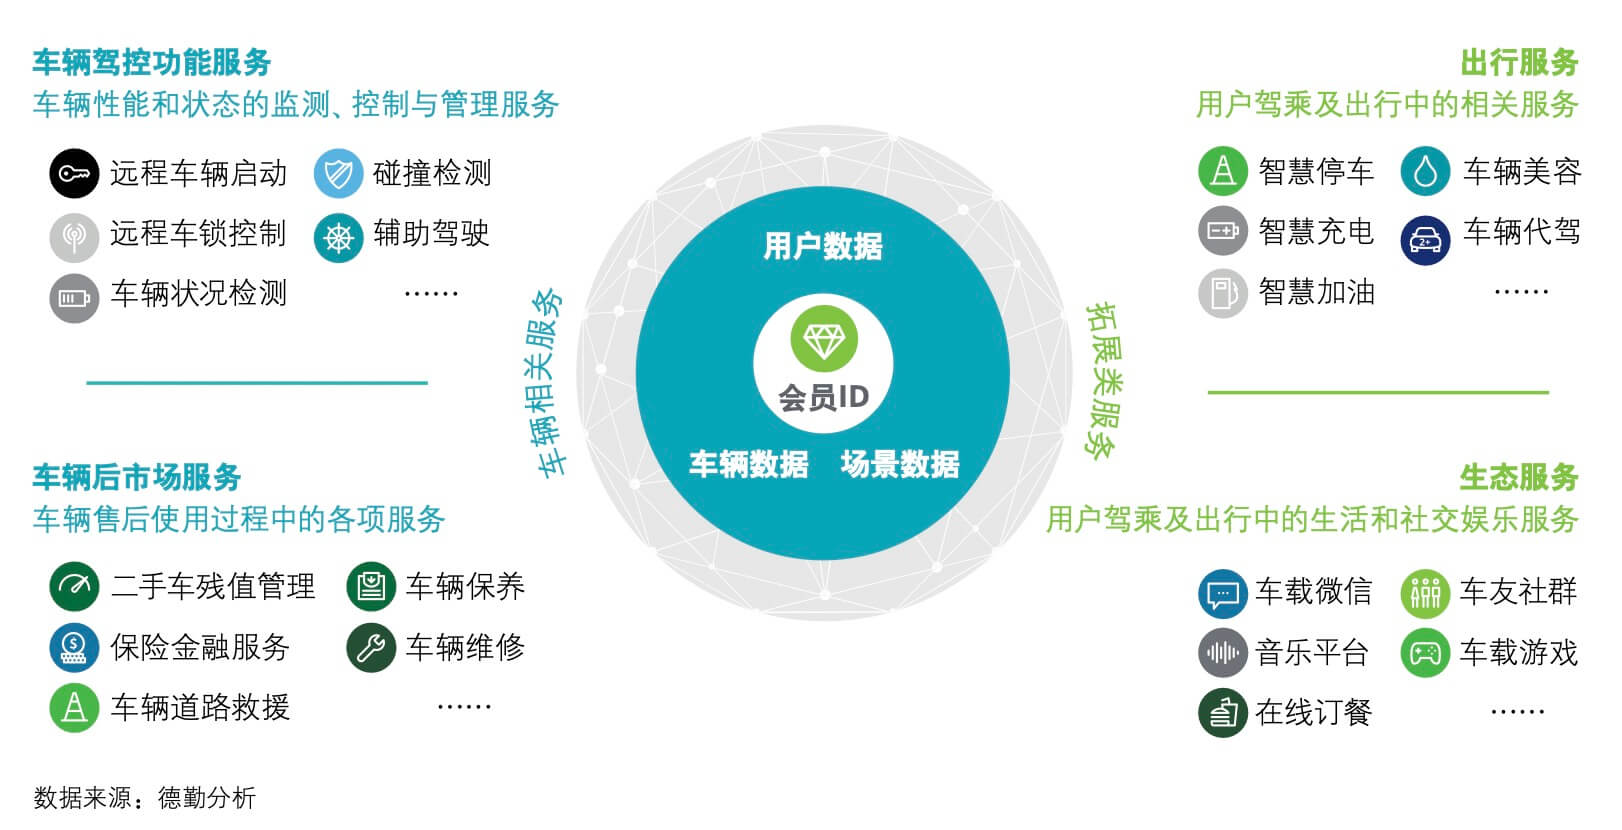 车辆驾控功能服务
车辆性能和状态的监测、控制与管理服务
远程车辆启动
碰撞检测
远程车锁控制
辅助驾驶
车辆状况检测
……
车辆后市场服务
车辆售后使用过程中的各项服务
二手车残值管理
车辆保养
保险金融服务
$
车辆维修
车辆道路救援
……
车辆相关服务
用户数据
会员ID
车辆数据
场景数据
拓展类服务
出行服务
用户驾乘及出行中的相关服务
智慧停车
车辆美容
智慧充电
2+
车辆代驾
智慧加油
……
生态服务
用户驾乘及出行中的生活和社交娱乐服务
车载微信
车友社群
音乐平台
车载游戏
在线订餐
……
数据来源：德勤分析